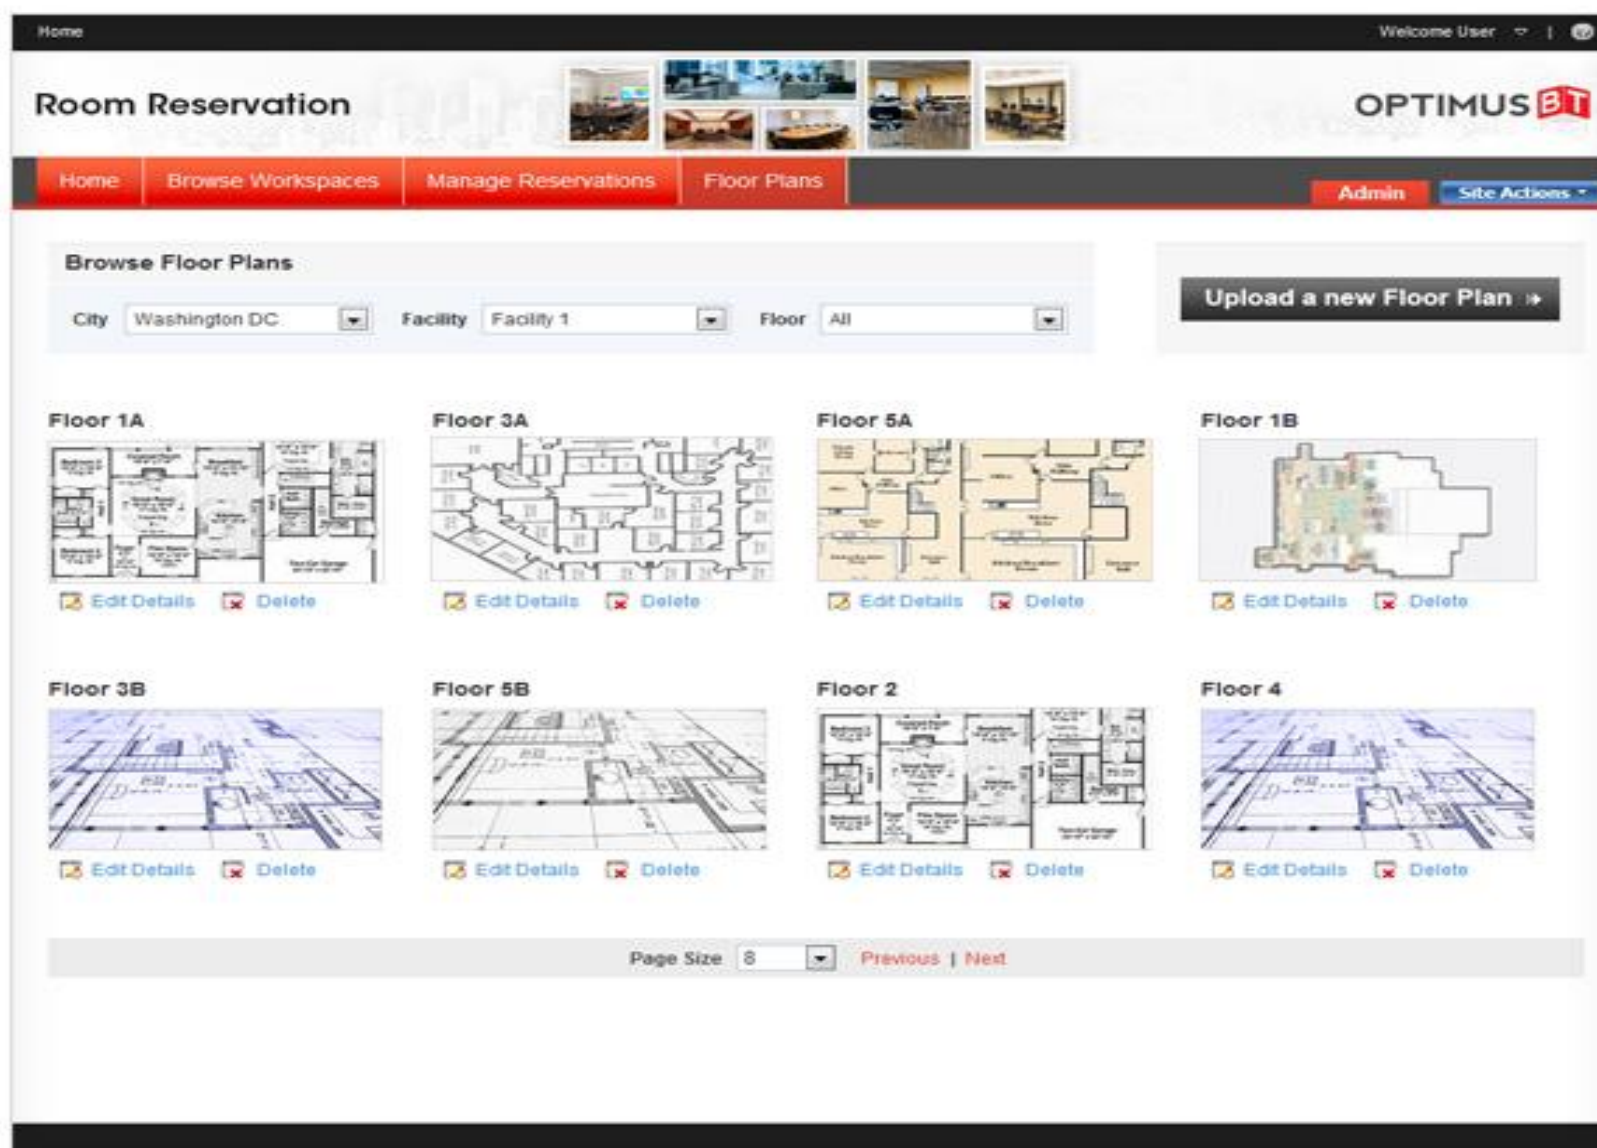 Home
Welcome User |
Room Reservation
OPTIMUS BT
Home Browse Workspaces Manage Reservations Floor Plans
Admin Site Actions
Browse Floor Plans
Upload a new Floor Plan
City Washington DC Facility Facility 1 Floor All
Floor 1A Floor 3A Floor 5A Floor 1B
Edit Details Delete Edit Details Delete Edit Details Delete Edit Details Delete
Floor 3B Floor 5B Floor 2 Floor 4
Edit Details Delete Edit Details Delete Edit Details Delete Edit Details Delete
Page Size 8 Previous | Next